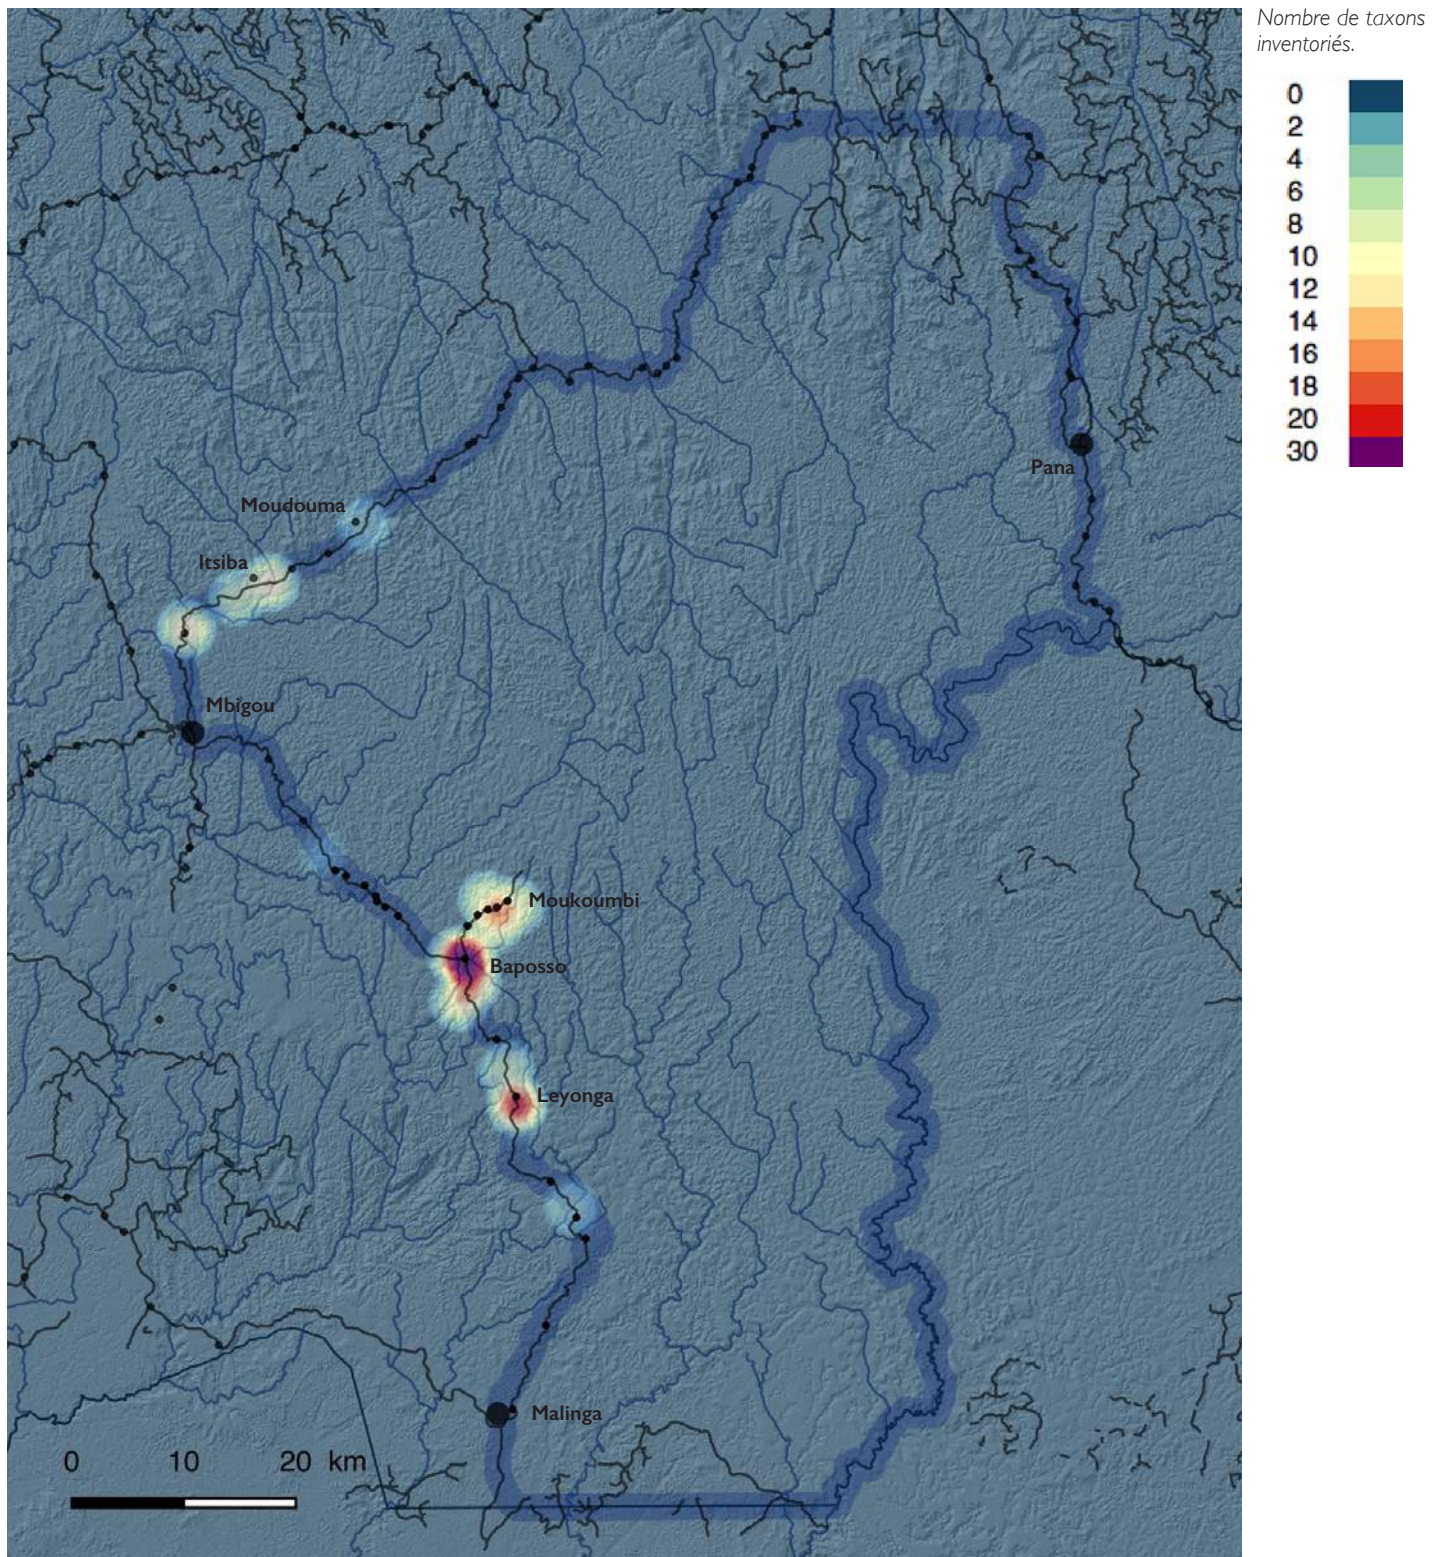 Nombre de taxons
inventoriés.
0
2
4
6
8
10
12
14
16
18
20
30
Pana
Moudouma
Itsiba
Mbigou
Moukoumbi
Baposso
Leyonga
Malinga
0 10 20 km